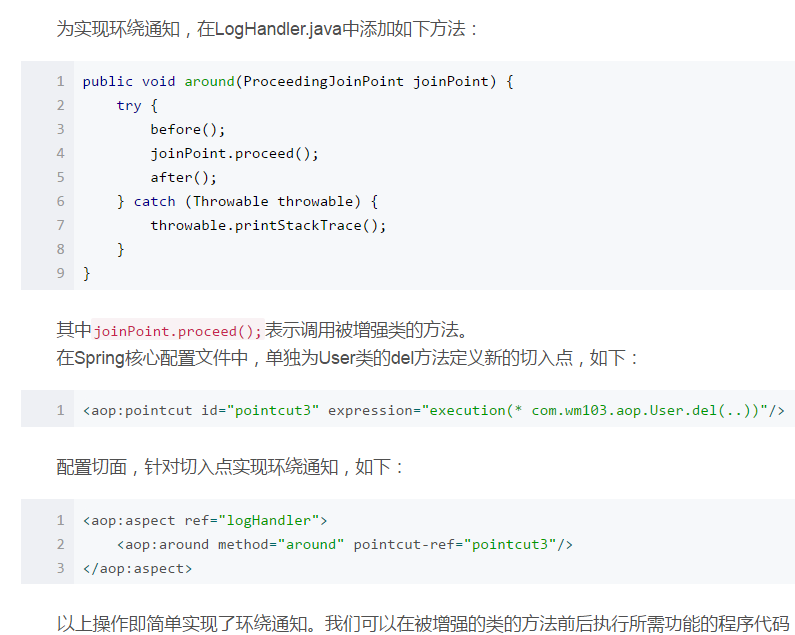 为实现环绕通知，在LogHandler.java中添加如下方法：
1 public void around(ProceedingJoinPoint joinPoint) {
2     try {
3         before();
4         joinPoint.proceed();
5         after();
6     } catch (Throwable throwable) {
7         throwable.printStackTrace();
8     }
9 }
其中joinPoint.proceed();表示调用被增强类的方法。
在Spring核心配置文件中，单独为User类的del方法定义新的切入点，如下：
1 <aop:pointcut id="pointcut3" expression="execution(* com.wm103.aop.User.del(..))"/>
配置切面，针对切入点实现环绕通知，如下：
1 <aop:aspect ref="logHandler">
2     <aop:around method="around" pointcut-ref="pointcut3"/>
3 </aop:aspect>
以上操作即简单实现了环绕通知。我们可以在被增强的类的方法前后执行所需功能的程序代码